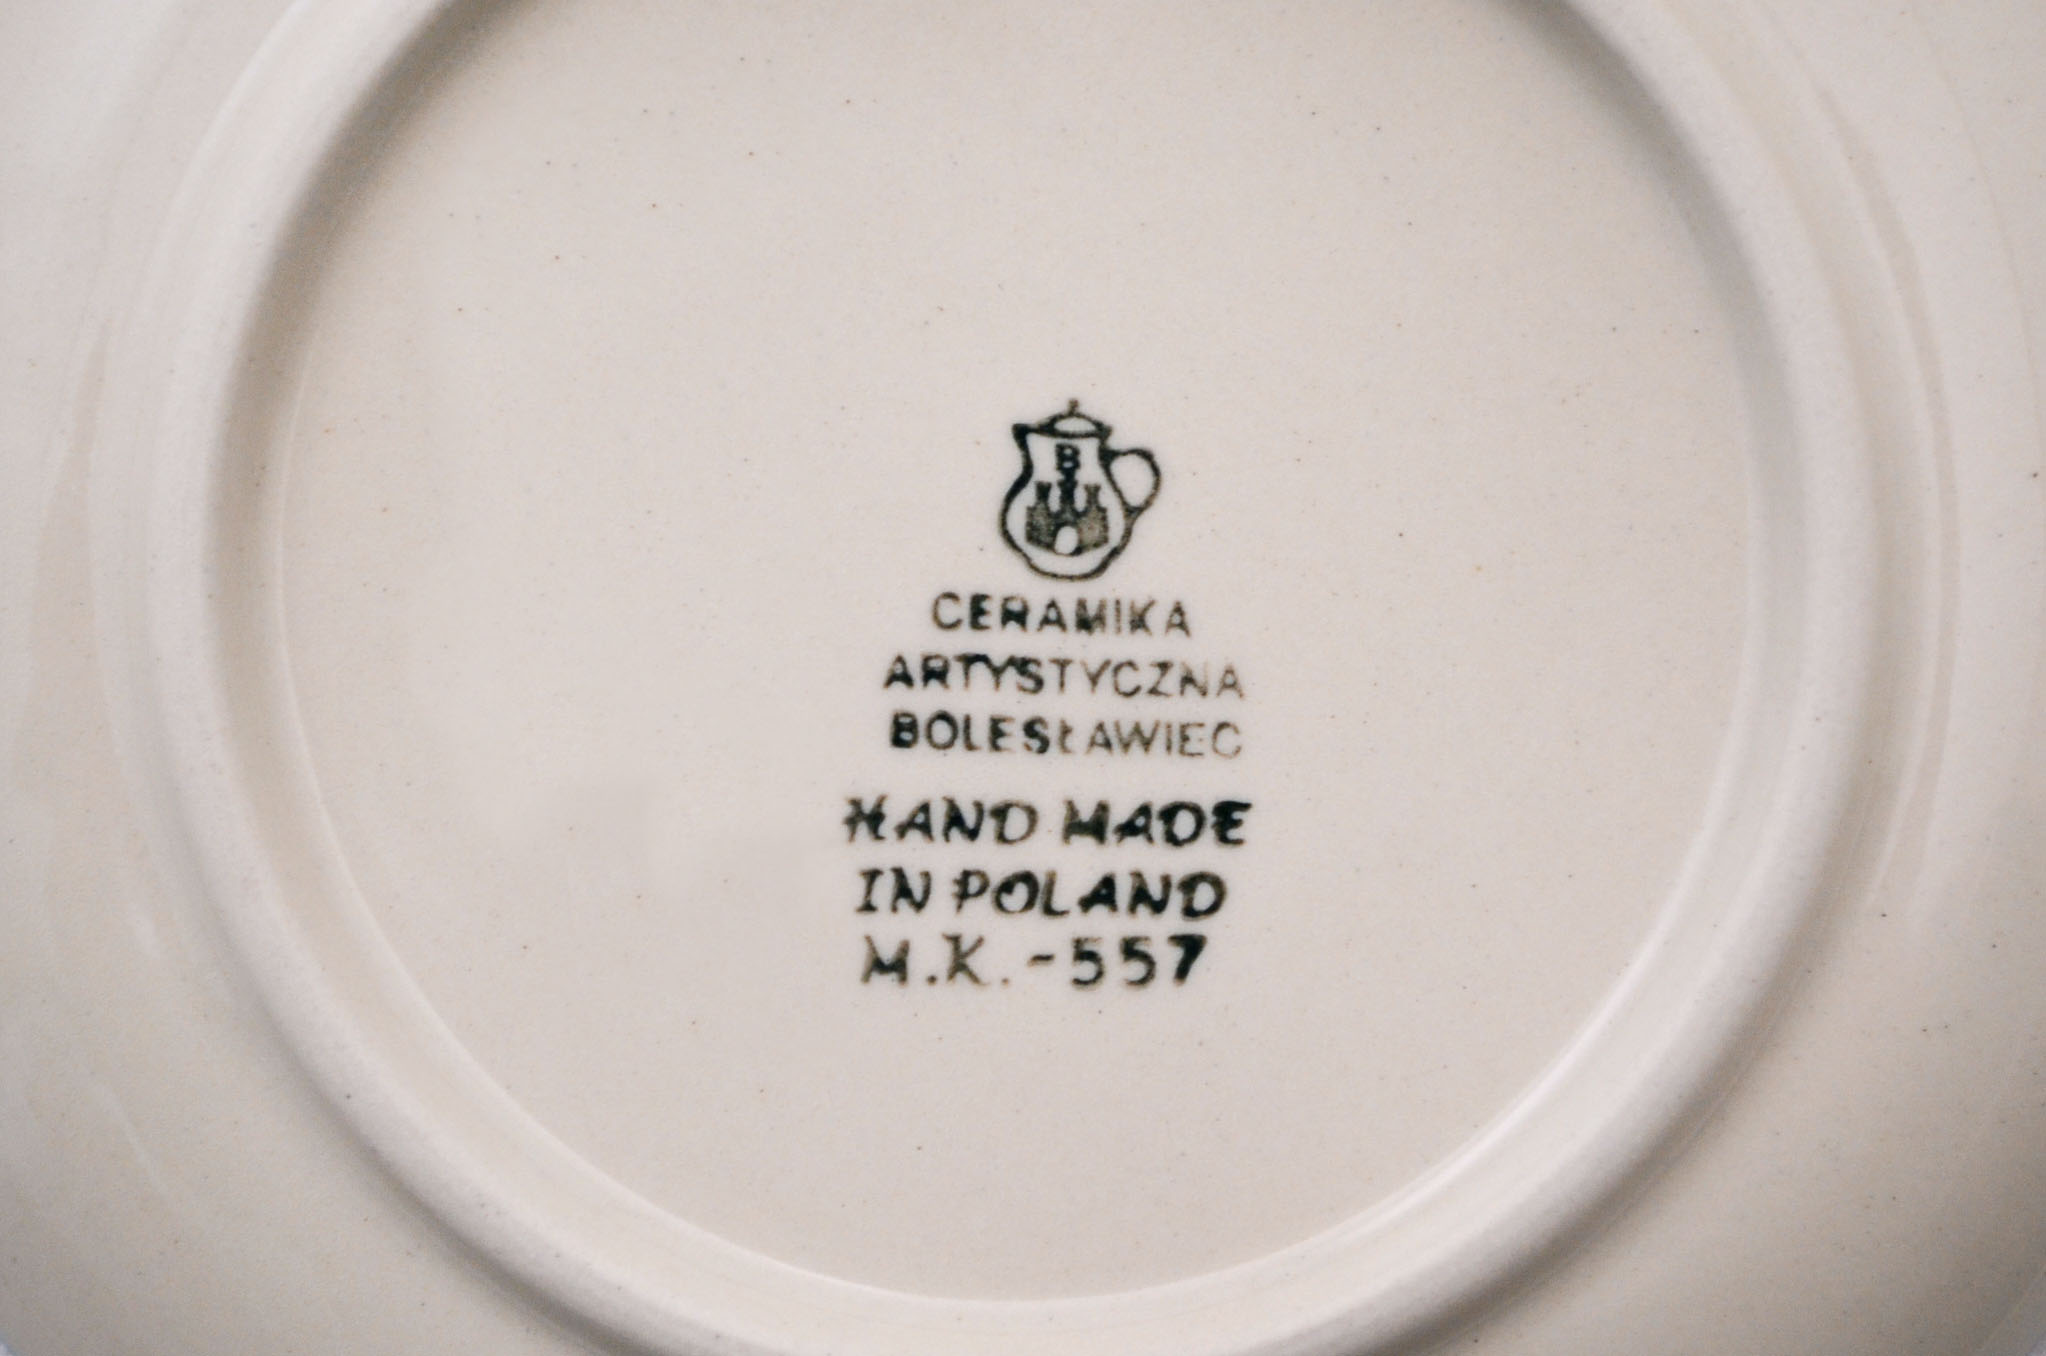 B
CERAMIKA
ARTYSTYCZNA
BOLESŁAWIEC
HAND MADE
IN POLAND
M.K.-557